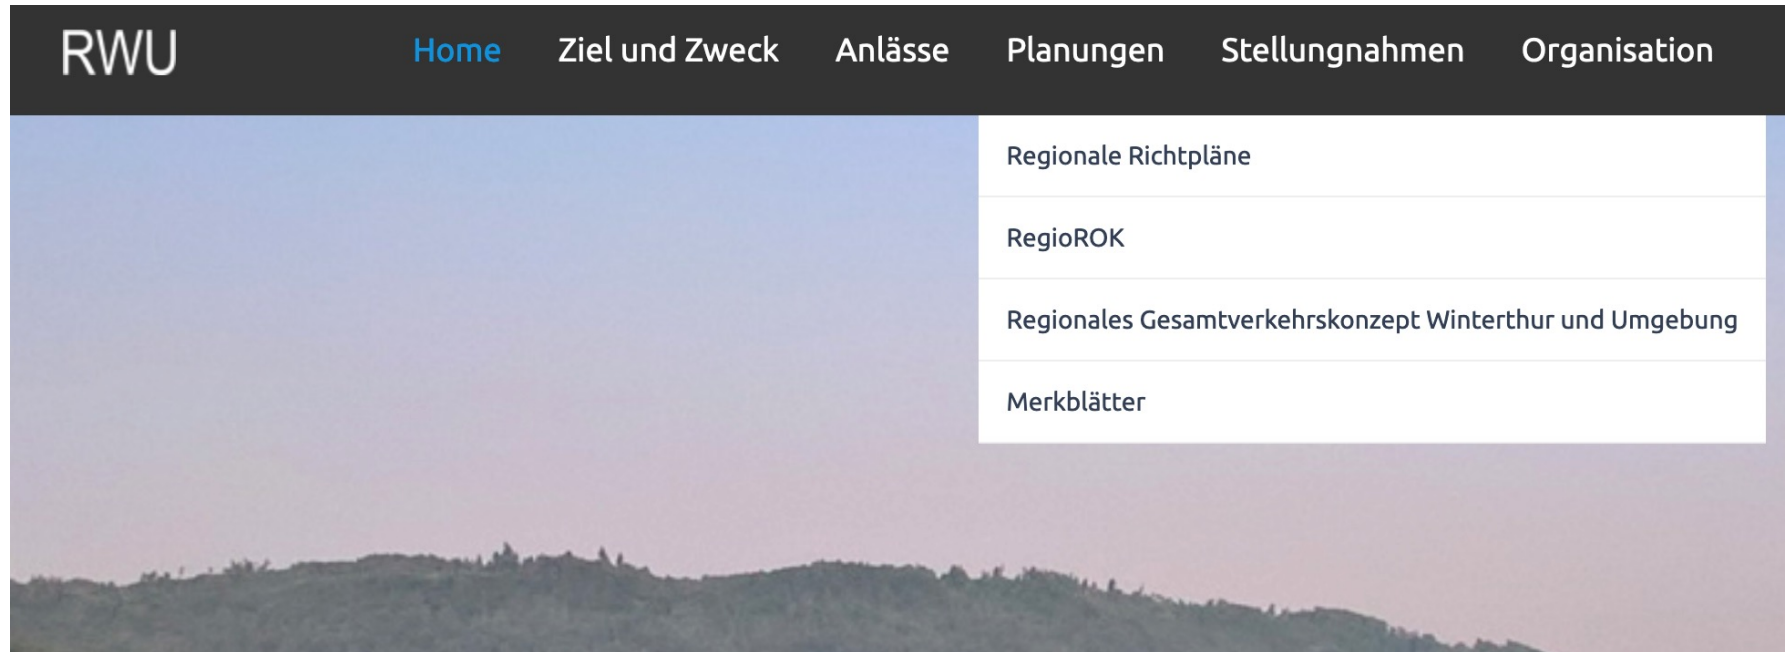 RWU
Home Ziel und Zweck Anlässe Planungen Stellungnahmen Organisation
Regionale Richtpläne
RegioROK
Regionales Gesamtverkehrskonzept Winterthur und Umgebung
Merkblätter